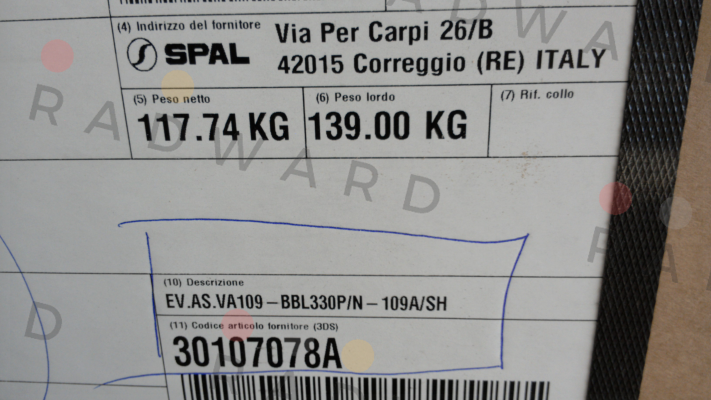 (4) Indirizzo del fornitore
SPAL
Via Per Carpi 26/B
42015 Correggio (RE) ITALY
(5) Peso netto
117.74 KG
(6) Peso lordo
139.00 KG
(7) Rif. collo
RADWARD
(10) Descrizione
EV.AS.VA109-BBL330P/N-109A/SH
(11) Codice articolo fornitore (3DS)
30107078A